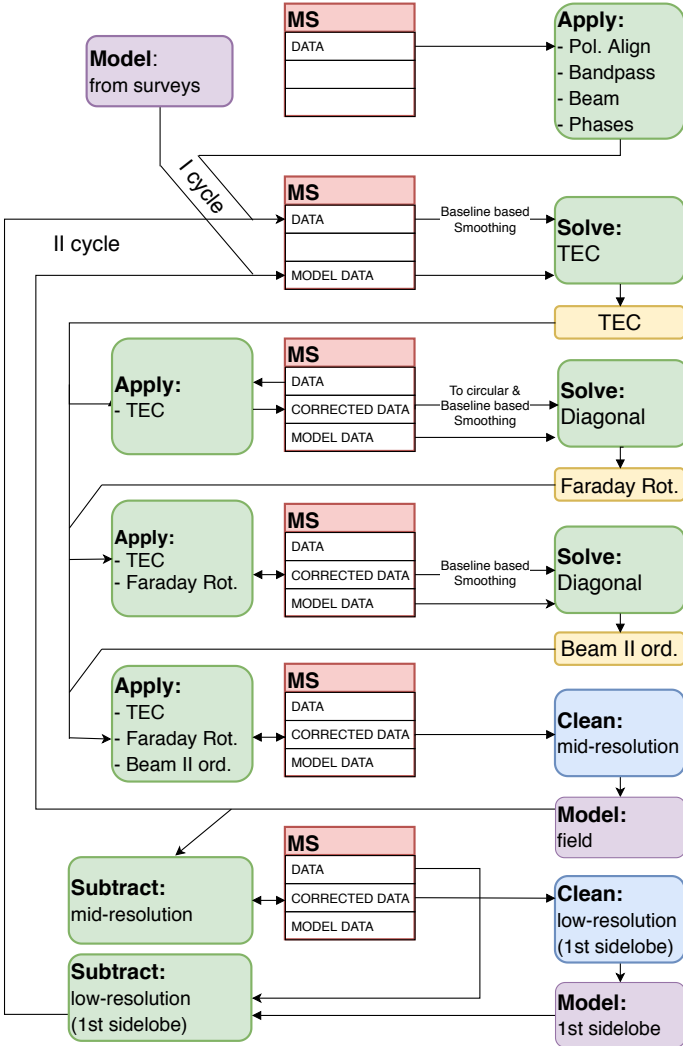 MS
DATA
Apply:
- Pol. Align
- Bandpass
- Beam
- Phases
Model:
from surveys
I cycle
II cycle
MS
DATA
MODEL DATA
Baseline based
Smoothing
Solve:
TEC
TEC
Apply:
- TEC
MS
DATA
CORRECTED DATA
MODEL DATA
To circular &
Baseline based
Smoothing
Solve:
Diagonal
Faraday Rot.
Apply:
- TEC
- Faraday Rot.
MS
DATA
CORRECTED DATA
MODEL DATA
Baseline based
Smoothing
Solve:
Diagonal
Beam II ord.
Apply:
- TEC
- Faraday Rot.
- Beam II ord.
MS
DATA
CORRECTED DATA
MODEL DATA
Clean:
mid-resolution
Model:
field
Subtract:
mid-resolution
MS
DATA
CORRECTED DATA
MODEL DATA
Clean:
low-resolution
(1st sidelobe)
Subtract:
low-resolution
(1st sidelobe)
Model:
1st sidelobe